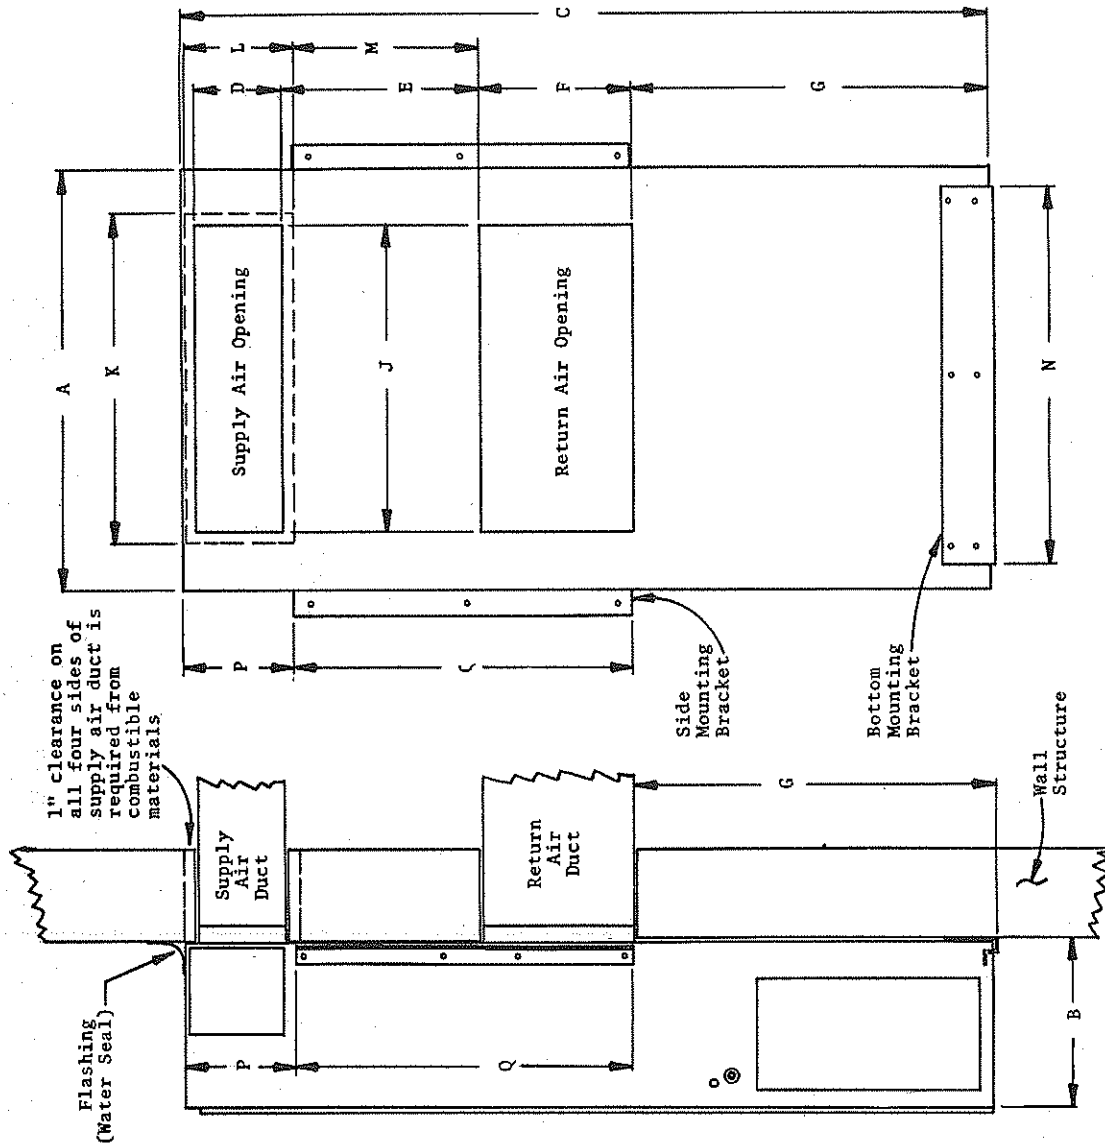 1" clearance on
all four sides of
supply air duct is
required from
combustible
materials
Flashing
(Water Seal)
Supply
Air
Duct
Return
Air
Duct
P
Q
G
B
Wall
Structure
A
K
C
L
D
M
E
F
G
Supply Air Opening
J
Return Air Opening
P
Side
Mounting
Bracket
Bottom
Mounting
Bracket
N